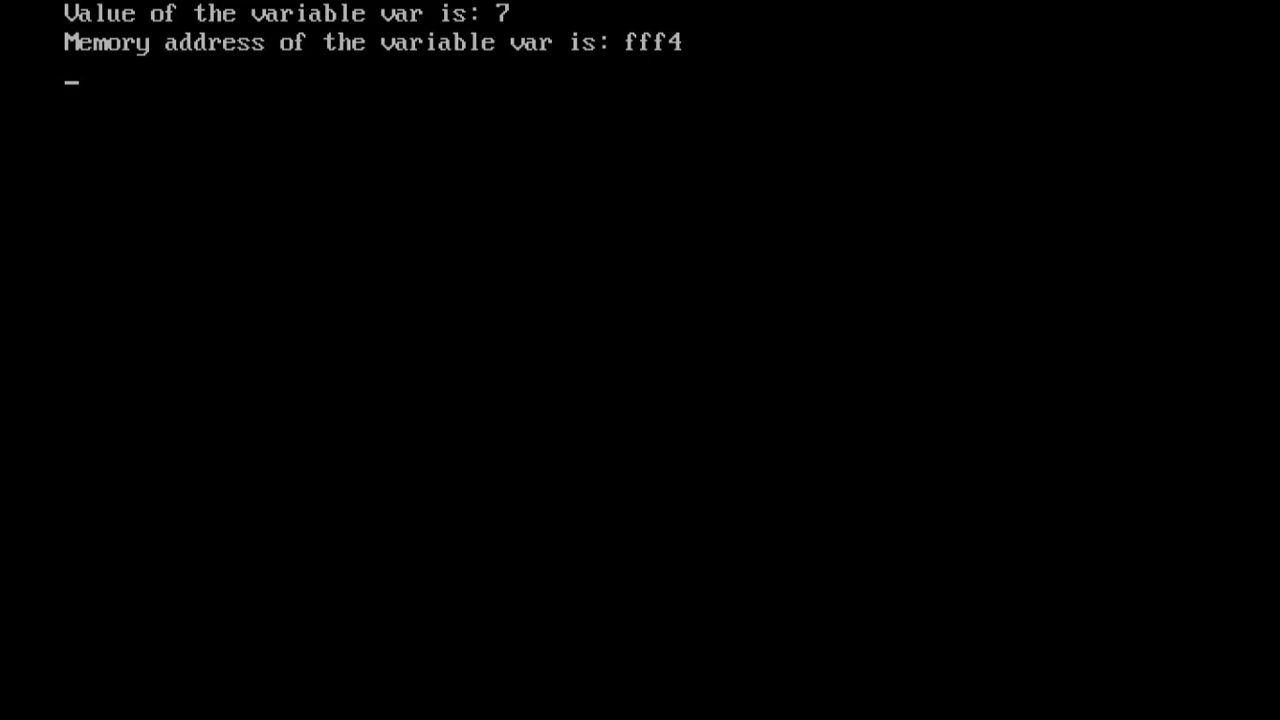 Value of the variable var is: 7
Memory address of the variable var is: fff4